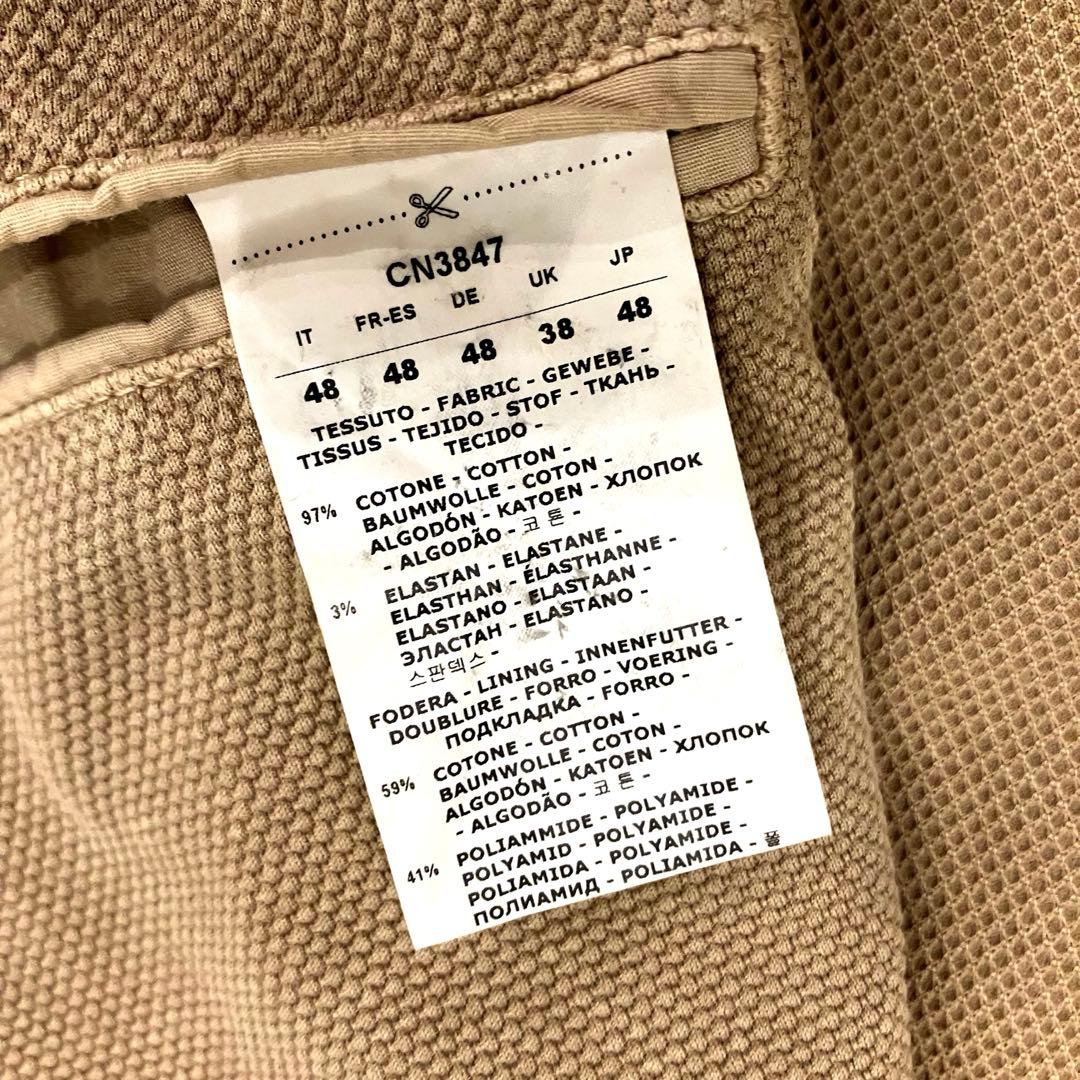 CN3847
IT FR-ES DE UK JP
48 48 48 38 48
TESSUTO - FABRIC - GEWEBE -
TISSUS - TEJIDO - STOF - ТКАНЬ -
TECIDO -
97% COTONE - COTTON -
BAUMWOLLE - COTON -
ALGODÓN - KATOEN - ХЛОПОК
- ALGODÃO - 코튼 -
3% ELASTAN - ELASTANE -
ELASTHAN - ÉLASTHANNE -
ELASTANO - ELASTAAN -
ЭЛАСТАН - ELASTANO -
스판덱스 -
FODERA - LINING - INNENFUTTER -
DOUBLURE - FORRO - VOERING -
ПОДКЛАДКА - FORRO -
59% COTONE - COTTON -
BAUMWOLLE - COTON -
ALGODÓN - KATOEN - ХЛОПОК
- ALGODÃO - 코튼 -
41% POLIAMMIDE - POLYAMIDE -
POLYAMID - POLYAMIDE -
POLIAMIDA - POLYAMIDE -
ПОЛИАМИД - POLIAMIDA - 폴